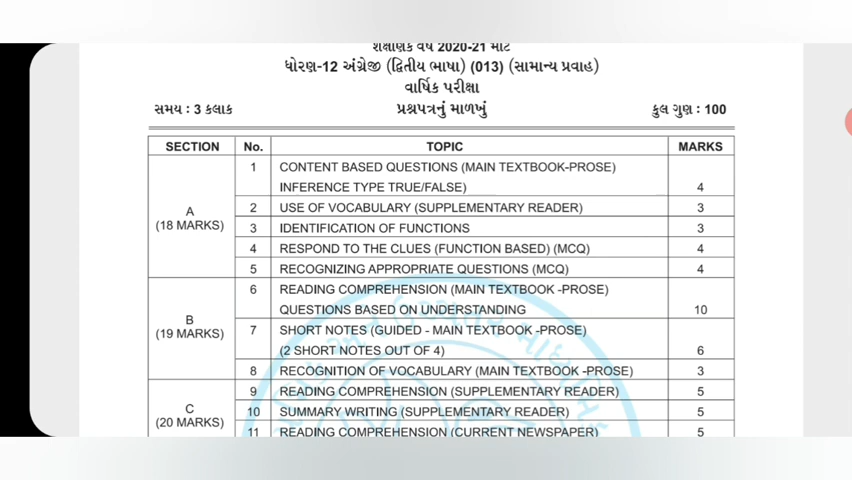 શૈક્ષણિક વર્ષ 2020-21 માટે
ધોરણ-12 અંગ્રેજી (દ્વિતીય ભાષા) (013) (સામાન્ય પ્રવાહ)
વાર્ષિક પરીક્ષા
સમય : 3 કલાક પ્રશ્નપત્રનું માળખું કુલ ગુણ : 100
SECTION No. TOPIC MARKS
A
(18 MARKS)
1 CONTENT BASED QUESTIONS (MAIN TEXTBOOK-PROSE)
INFERENCE TYPE TRUE/FALSE) 4
2 USE OF VOCABULARY (SUPPLEMENTARY READER) 3
3 IDENTIFICATION OF FUNCTIONS 3
4 RESPOND TO THE CLUES (FUNCTION BASED) (MCQ) 4
5 RECOGNIZING APPROPRIATE QUESTIONS (MCQ) 4
B
(19 MARKS)
6 READING COMPREHENSION (MAIN TEXTBOOK-PROSE)
QUESTIONS BASED ON UNDERSTANDING 10
7 SHORT NOTES (GUIDED - MAIN TEXTBOOK -PROSE)
(2 SHORT NOTES OUT OF 4) 6
8 RECOGNITION OF VOCABULARY (MAIN TEXTBOOK -PROSE) 3
C
(20 MARKS)
9 READING COMPREHENSION (SUPPLEMENTARY READER) 5
10 SUMMARY WRITING (SUPPLEMENTARY READER) 5
11 READING COMPREHENSION (CURRENT NEWSPAPER) 5